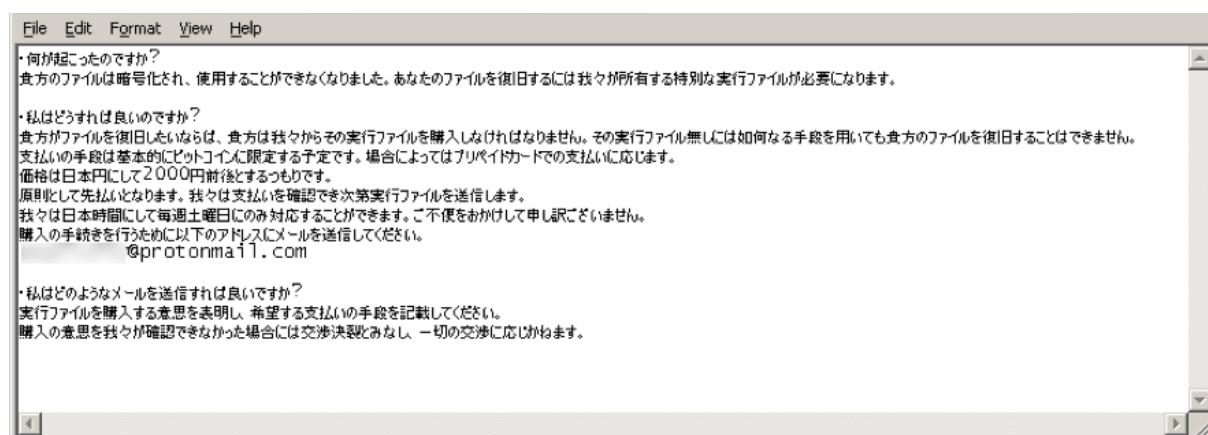 File Edit Format View Help
・何が起こったのですか?
貴方のファイルは暗号化され、使用することができなくなりました。あなたのファイルを復旧するには我々が所有する特別な実行ファイルが必要になります。
・私はどうすれば良いのですか?
貴方がファイルを復旧したいならば、貴方は我々からその実行ファイルを購入しなければなりません。その実行ファイル無しには如何なる手段を用いても貴方のファイルを復旧することはできません。
支払いの手段は基本的にビットコインに限定する予定です。場合によってはプリペイドカードでの支払いに応じます。
価格は日本円にして2000円前後とするつもりです。
原則として先払いとなります。我々は支払いを確認でき次第実行ファイルを送信します。
我々は日本時間にして毎週土曜日にのみ対応することができます。ご不便をおかけして申し訳ございません。
購入の手続きを行うために以下のアドレスにメールを送信してください。
@protonmail.com
・私はどのようなメールを送信すれば良いですか?
実行ファイルを購入する意思を表明し、希望する支払いの手段を記載してください。
購入の意思を我々が確認できなかった場合には交渉決裂とみなし、一切の交渉に応じかねます。